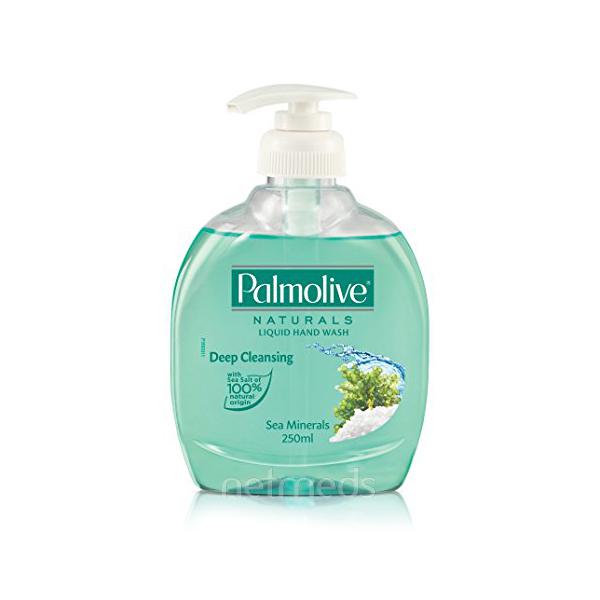 Palmolive®
NATURALS
LIQUID HAND WASH
Deep Cleansing
with
Sea Salt of
100%
natural
origin
Sea Minerals
250ml
netmeds